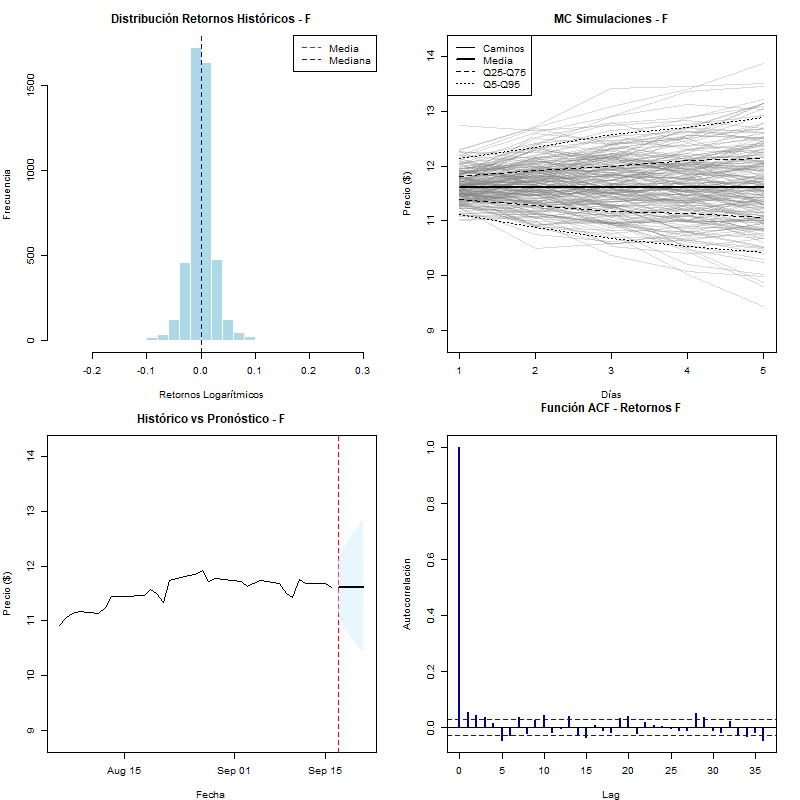 Distribución Retornos Históricos - F
Media
Mediana
Frecuencia
1500
1000
500
0
-0.2 -0.1 0.0 0.1 0.2 0.3
Retornos Logarítmicos
MC Simulaciones - F
Caminos
Media
Q25-Q75
Q5-Q95
Precio ($)
14
13
12
11
10
9
1 2 3 4 5
Días
Histórico vs Pronóstico - F
Precio ($)
14
13
12
11
10
9
Aug 15 Sep 01 Sep 15
Fecha
Función ACF - Retornos F
Autocorrelación
1.0
0.8
0.6
0.4
0.2
0.0
0 5 10 15 20 25 30 35
Lag